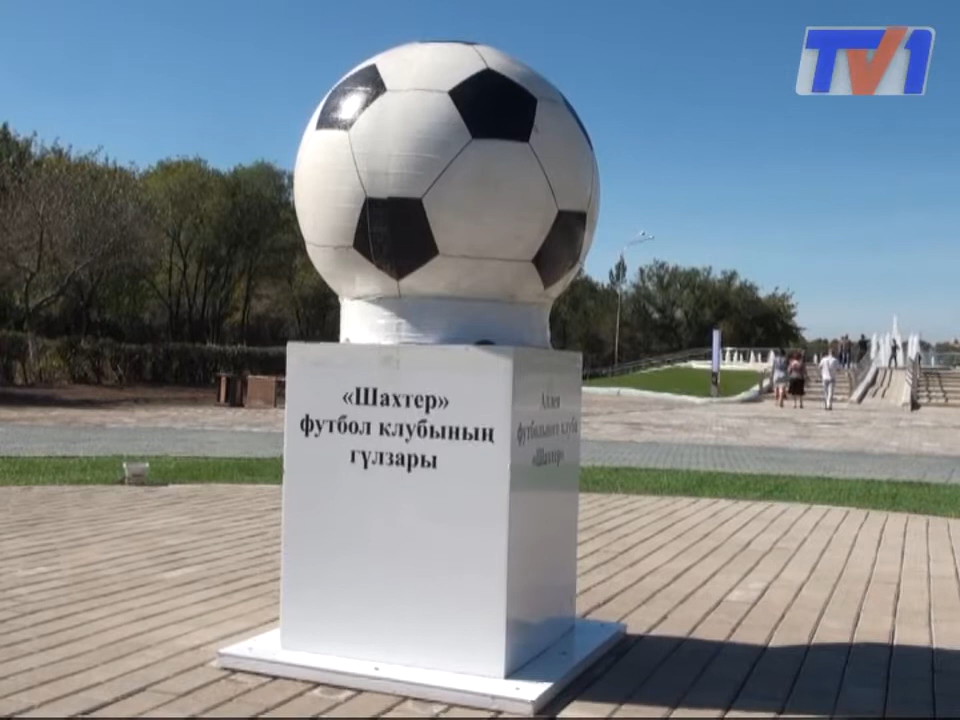 TV1
«Шахтер»
футбол клубының
гүлзары
Аллея
футбольного клуба
«Шахтер»